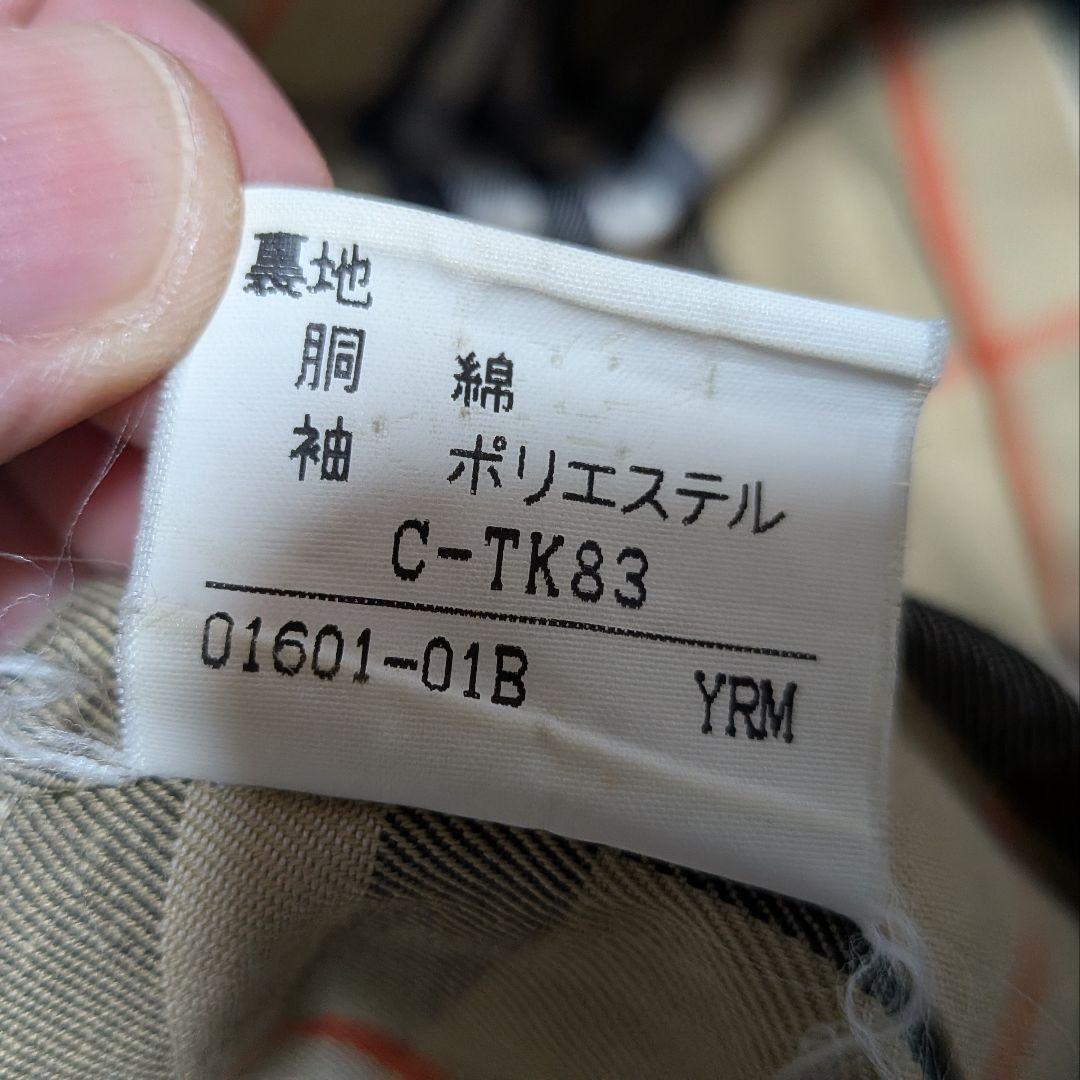 裏地
胴 綿
袖 ポリエステル
C-TK83
01601-01B YRM